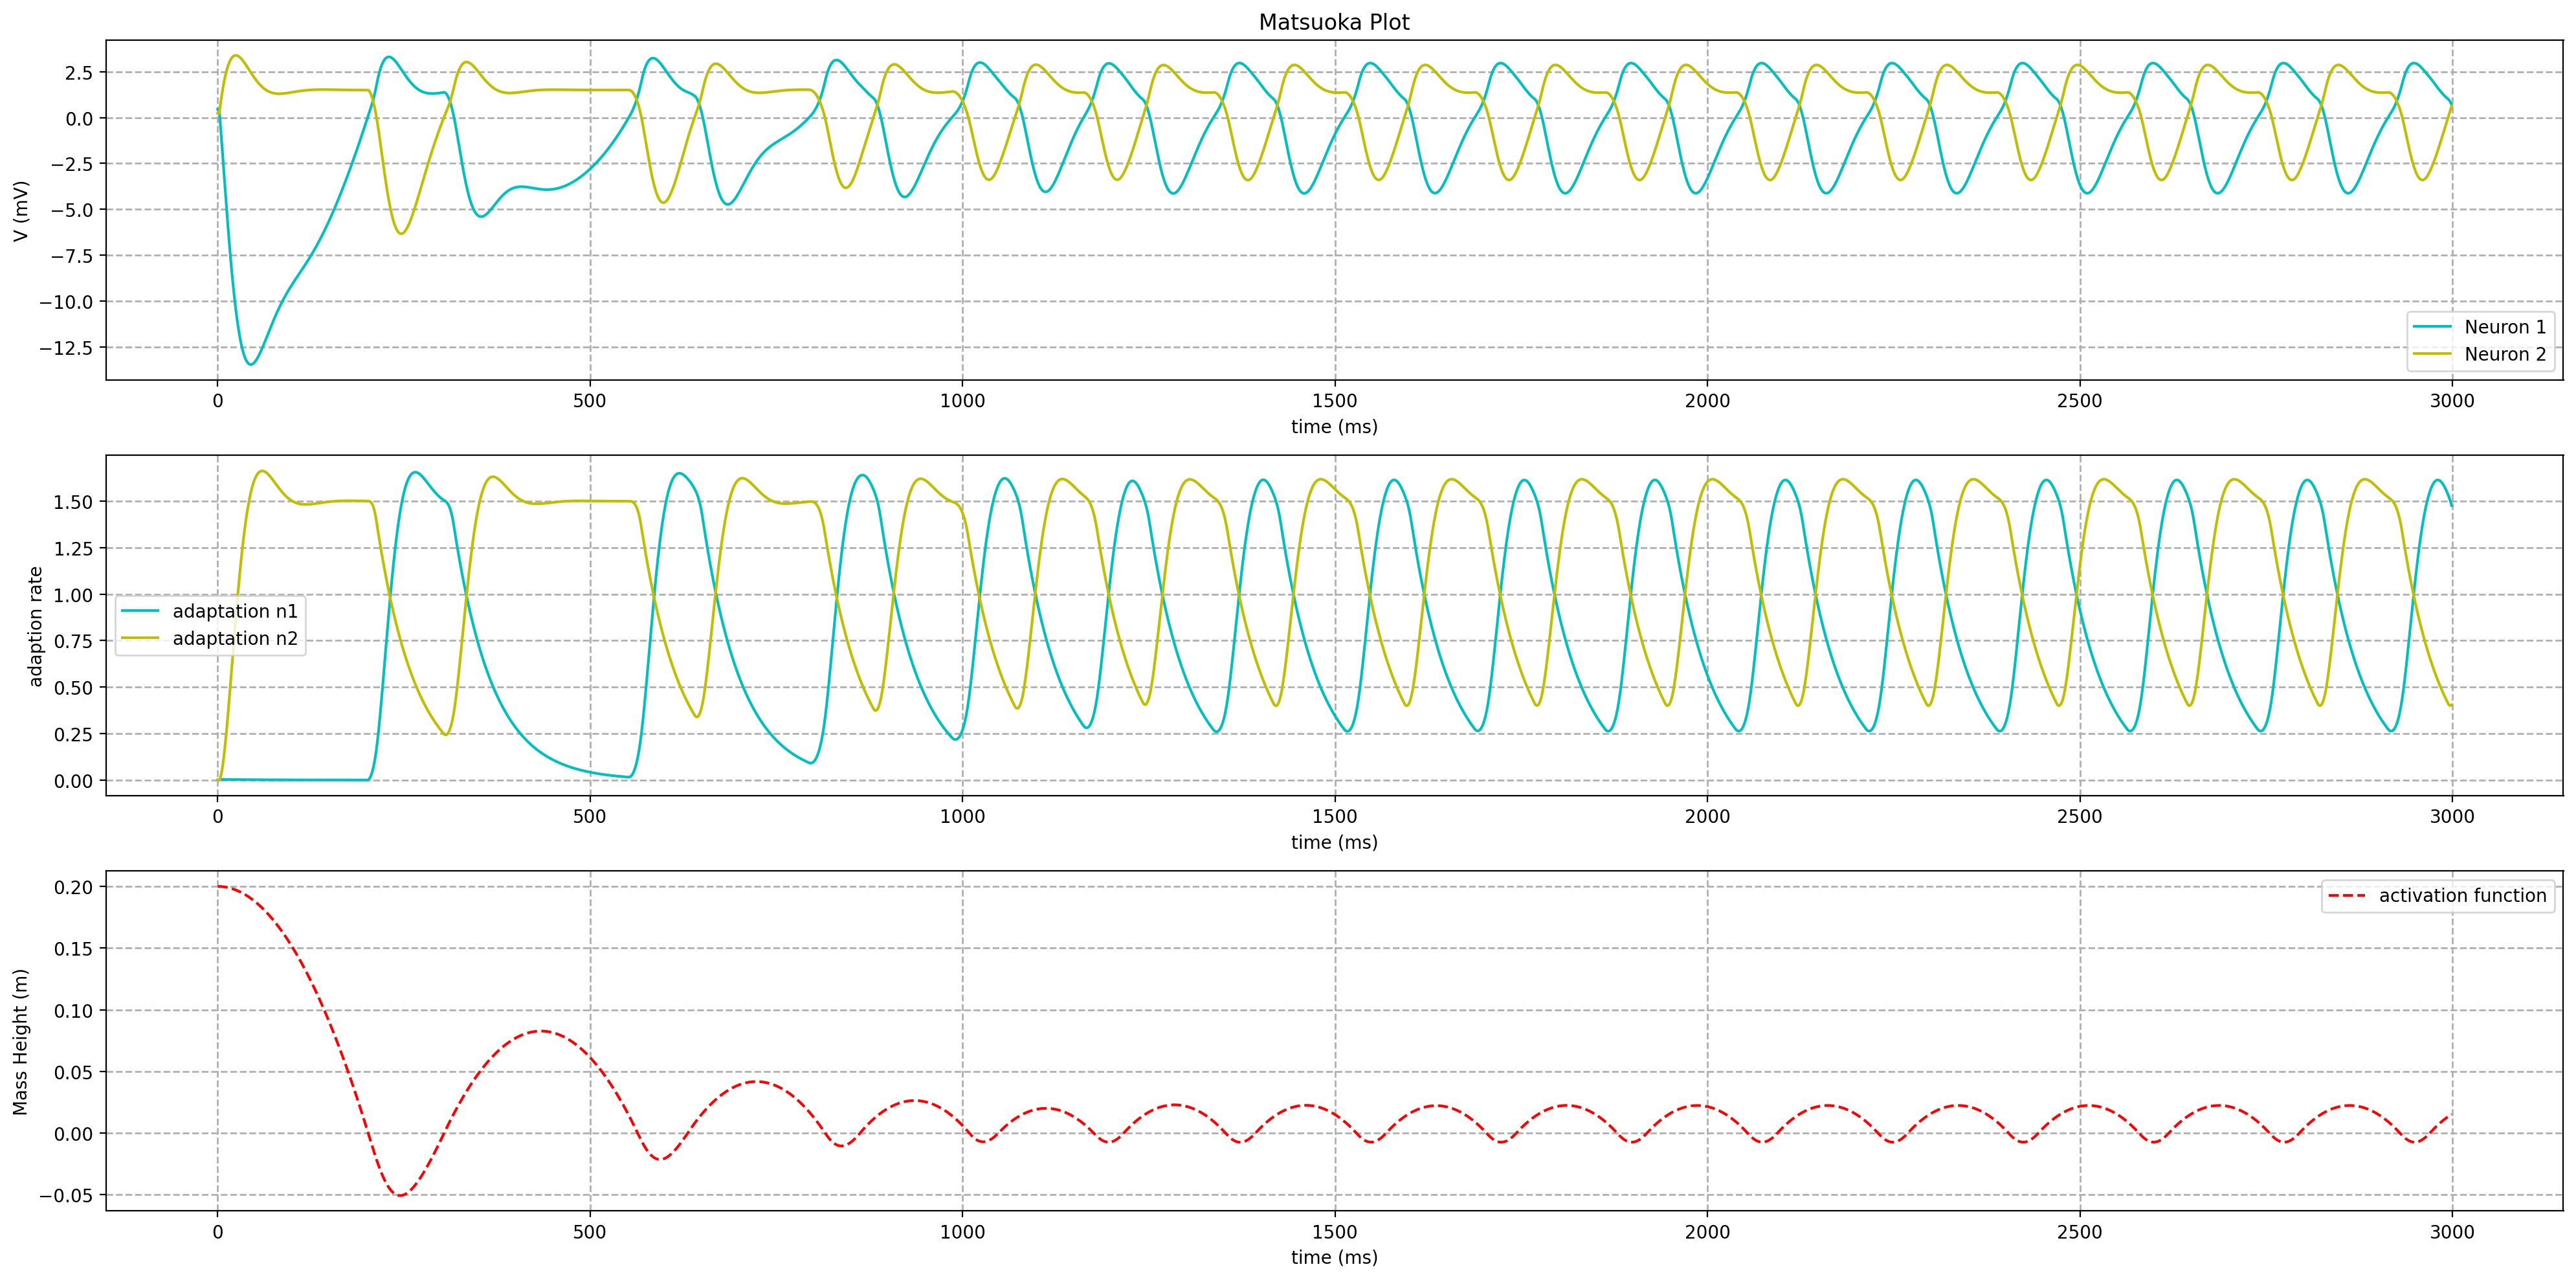 Matsuoka Plot
2.5
0.0
−2.5
−5.0
−7.5
−10.0
−12.5
V (mV)
Neuron 1
Neuron 2
0 500 1000 1500 2000 2500 3000
time (ms)
1.50
1.25
1.00
0.75
0.50
0.25
0.00
adaption rate
adaptation n1
adaptation n2
0 500 1000 1500 2000 2500 3000
time (ms)
0.20
0.15
0.10
0.05
0.00
−0.05
Mass Height (m)
activation function
0 500 1000 1500 2000 2500 3000
time (ms)